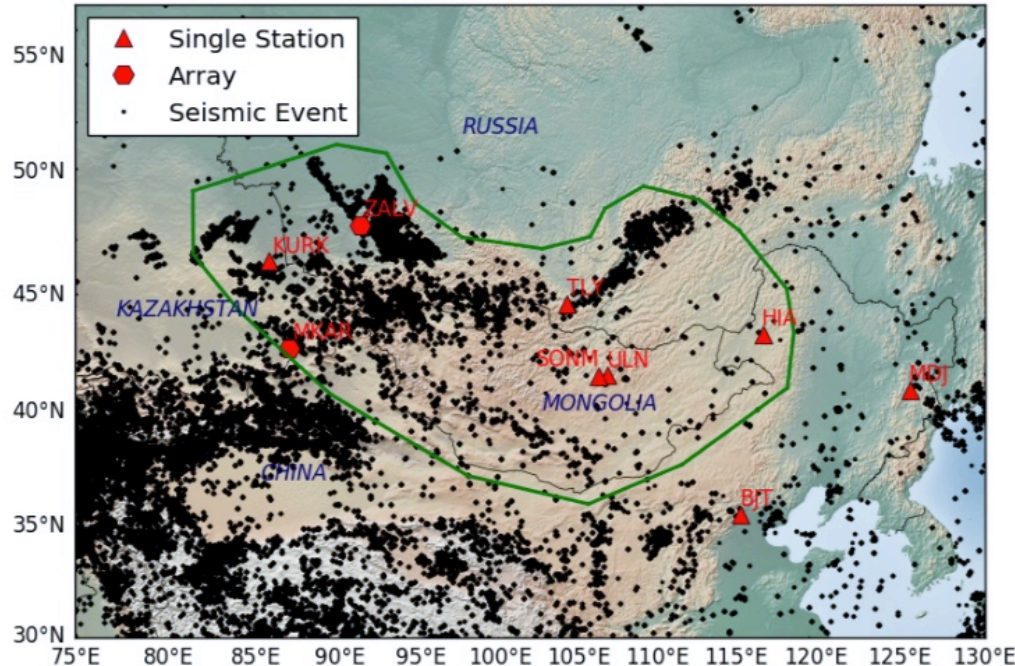 55°N
Single Station
Array
Seismic Event
RUSSIA
50°N
ZALV
KURK
45°N
KAZAKHSTAN
TLY
HIA
MKAR
SONM
ULN
MDJ
40°N
MONGOLIA
CHINA
BJT
35°N
30°N
75°E 80°E 85°E 90°E 95°E 100°E 105°E 110°E 115°E 120°E 125°E 130°E